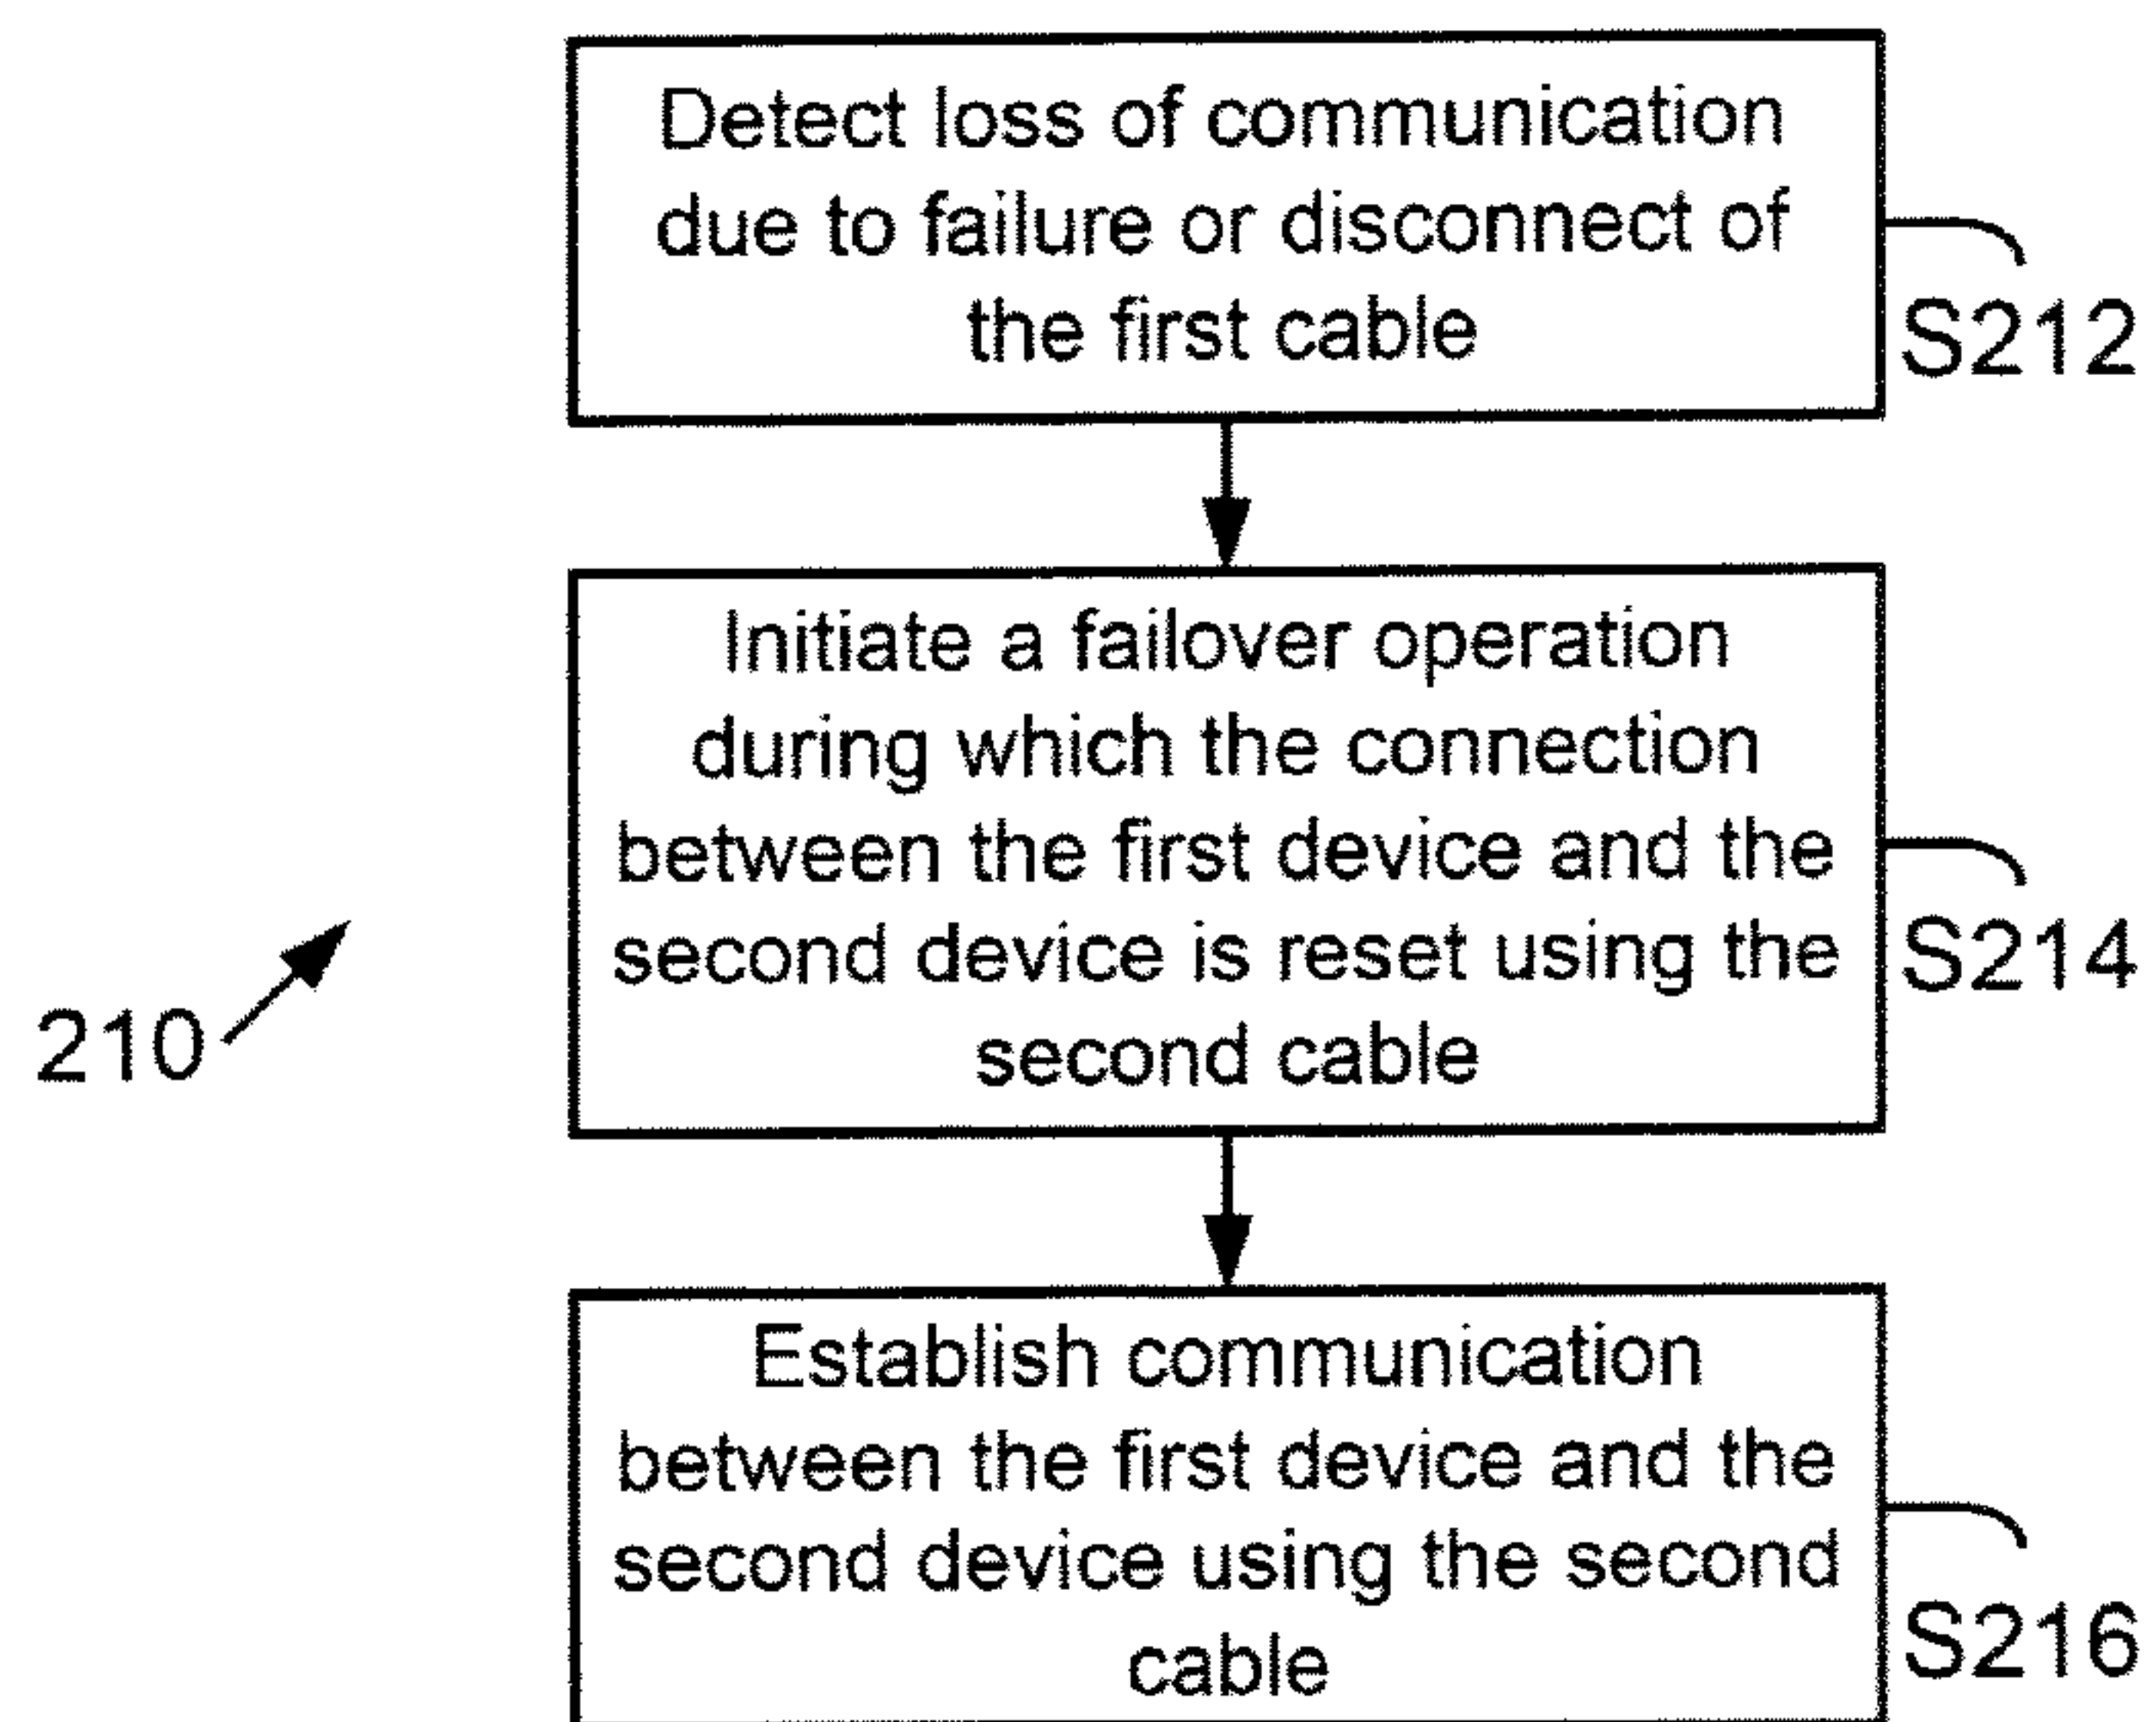 Detect loss of communication
due to failure or disconnect of
the first cable
S212
Initiate a failover operation
during which the connection
between the first device and the
second device is reset using the
second cable
S214
210
Establish communication
between the first device and the
second device using the second
cable
S216